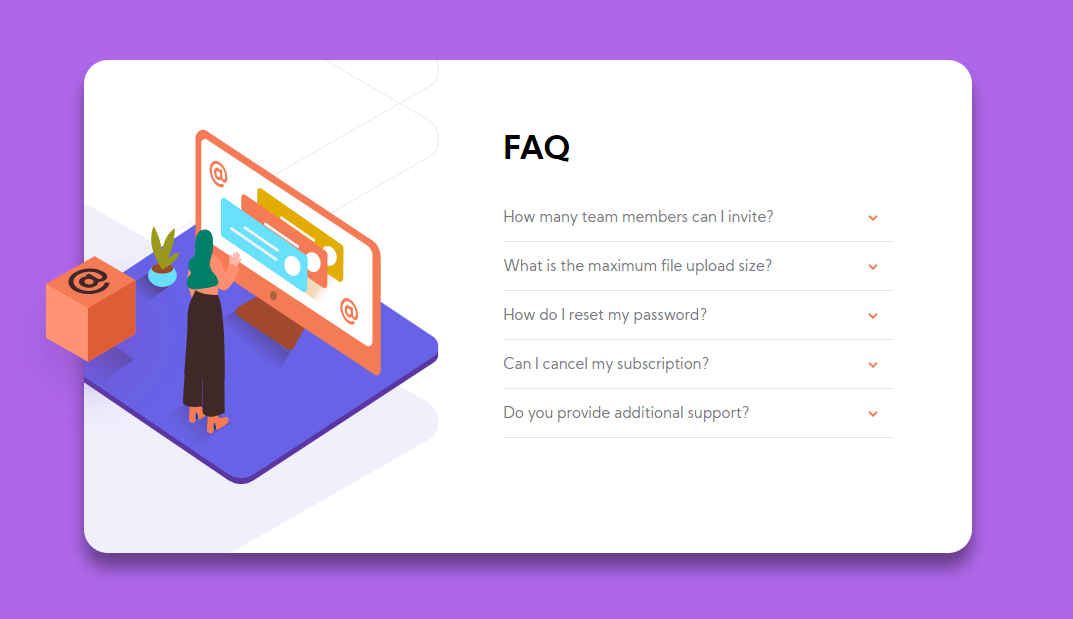 FAQ
How many team members can I invite?
What is the maximum file upload size?
How do I reset my password?
Can I cancel my subscription?
Do you provide additional support?
@
@
@